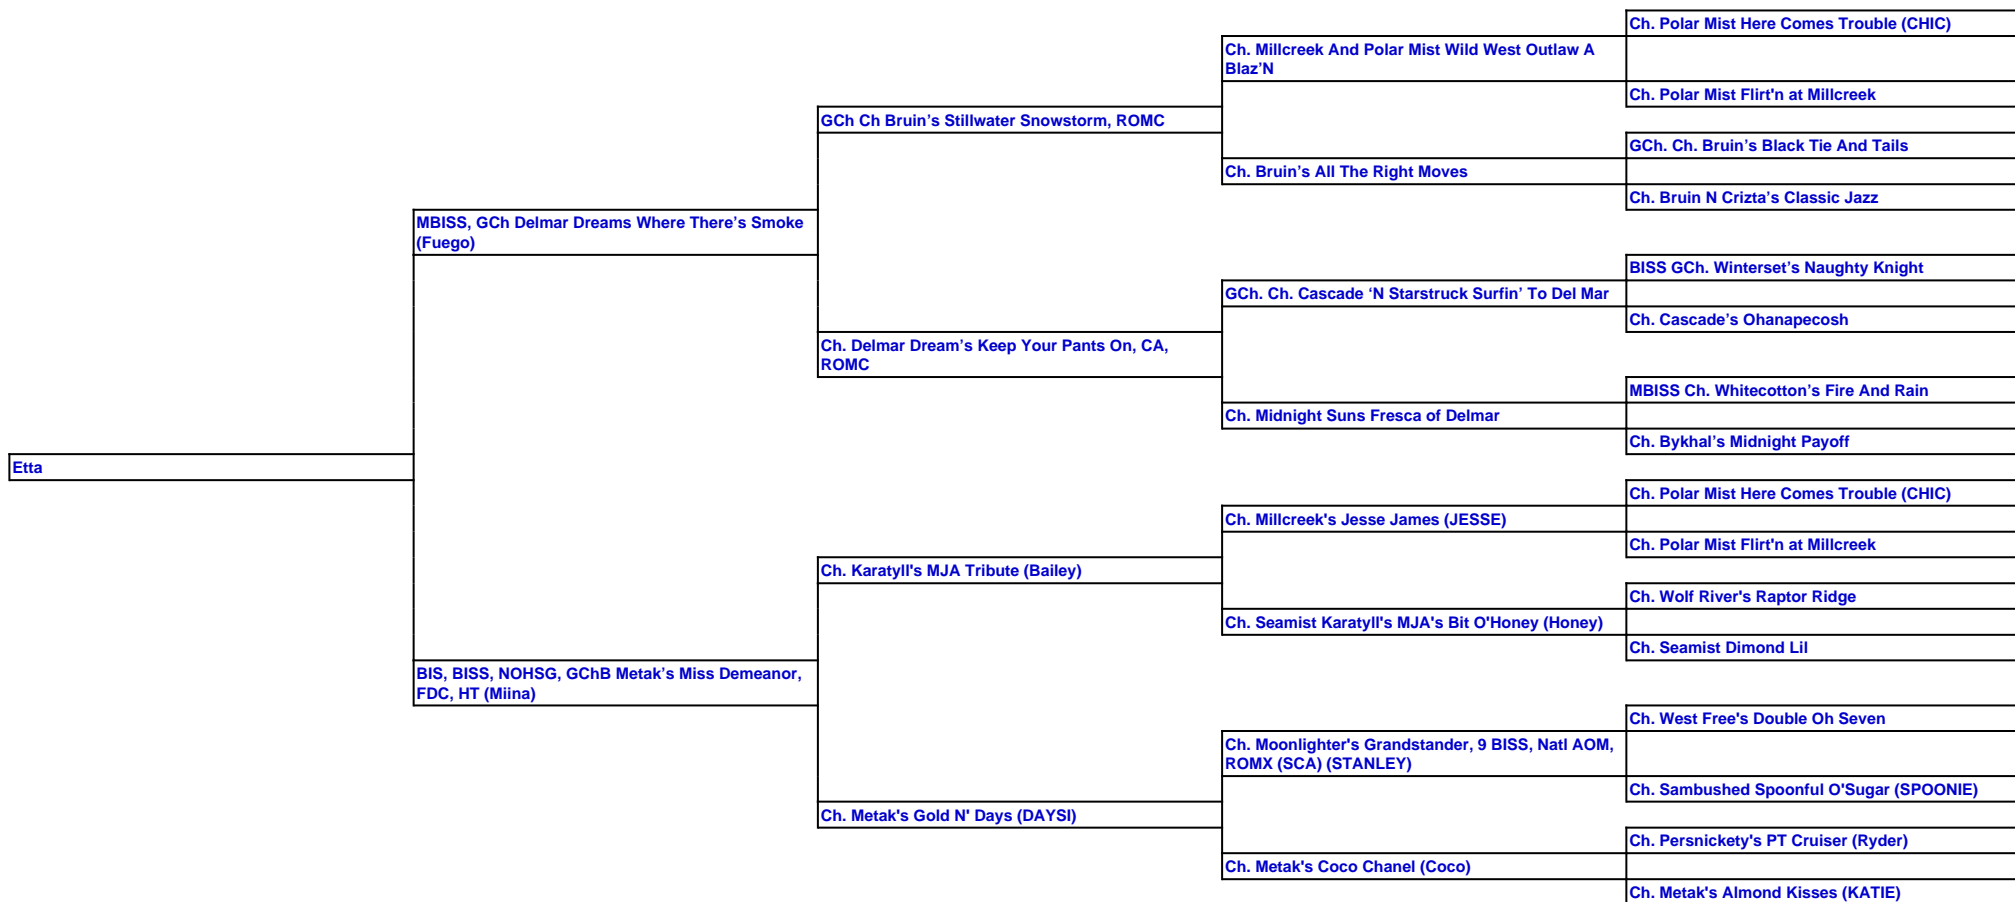 Ch. Polar Mist Here Comes Trouble (CHIC)
Ch. Millcreek And Polar Mist Wild West Outlaw A
Blaz’N
Ch. Polar Mist Flirt'n at Millcreek
GCh Ch Bruin’s Stillwater Snowstorm, ROMC
GCh. Ch. Bruin’s Black Tie And Tails
Ch. Bruin’s All The Right Moves
Ch. Bruin N Crizta’s Classic Jazz
MBISS, GCh Delmar Dreams Where There’s Smoke
(Fuego)
BISS GCh. Winterset’s Naughty Knight
GCh. Ch. Cascade ‘N Starstruck Surfin’ To Del Mar
Ch. Cascade’s Ohanapecosh
Ch. Delmar Dream’s Keep Your Pants On, CA,
ROMC
MBISS Ch. Whitecotton’s Fire And Rain
Ch. Midnight Suns Fresca of Delmar
Ch. Bykhal’s Midnight Payoff
Etta
Ch. Polar Mist Here Comes Trouble (CHIC)
Ch. Millcreek's Jesse James (JESSE)
Ch. Polar Mist Flirt'n at Millcreek
Ch. Karatyll's MJA Tribute (Bailey)
Ch. Wolf River's Raptor Ridge
Ch. Seamist Karatyll's MJA's Bit O'Honey (Honey)
Ch. Seamist Dimond Lil
BIS, BISS, NOHSG, GChB Metak’s Miss Demeanor,
FDC, HT (Miina)
Ch. West Free's Double Oh Seven
Ch. Moonlighter's Grandstander, 9 BISS, Natl AOM,
ROMX (SCA) (STANLEY)
Ch. Sambushed Spoonful O'Sugar (SPOONIE)
Ch. Metak's Gold N' Days (DAYSI)
Ch. Persnickety's PT Cruiser (Ryder)
Ch. Metak's Coco Chanel (Coco)
Ch. Metak's Almond Kisses (KATIE)